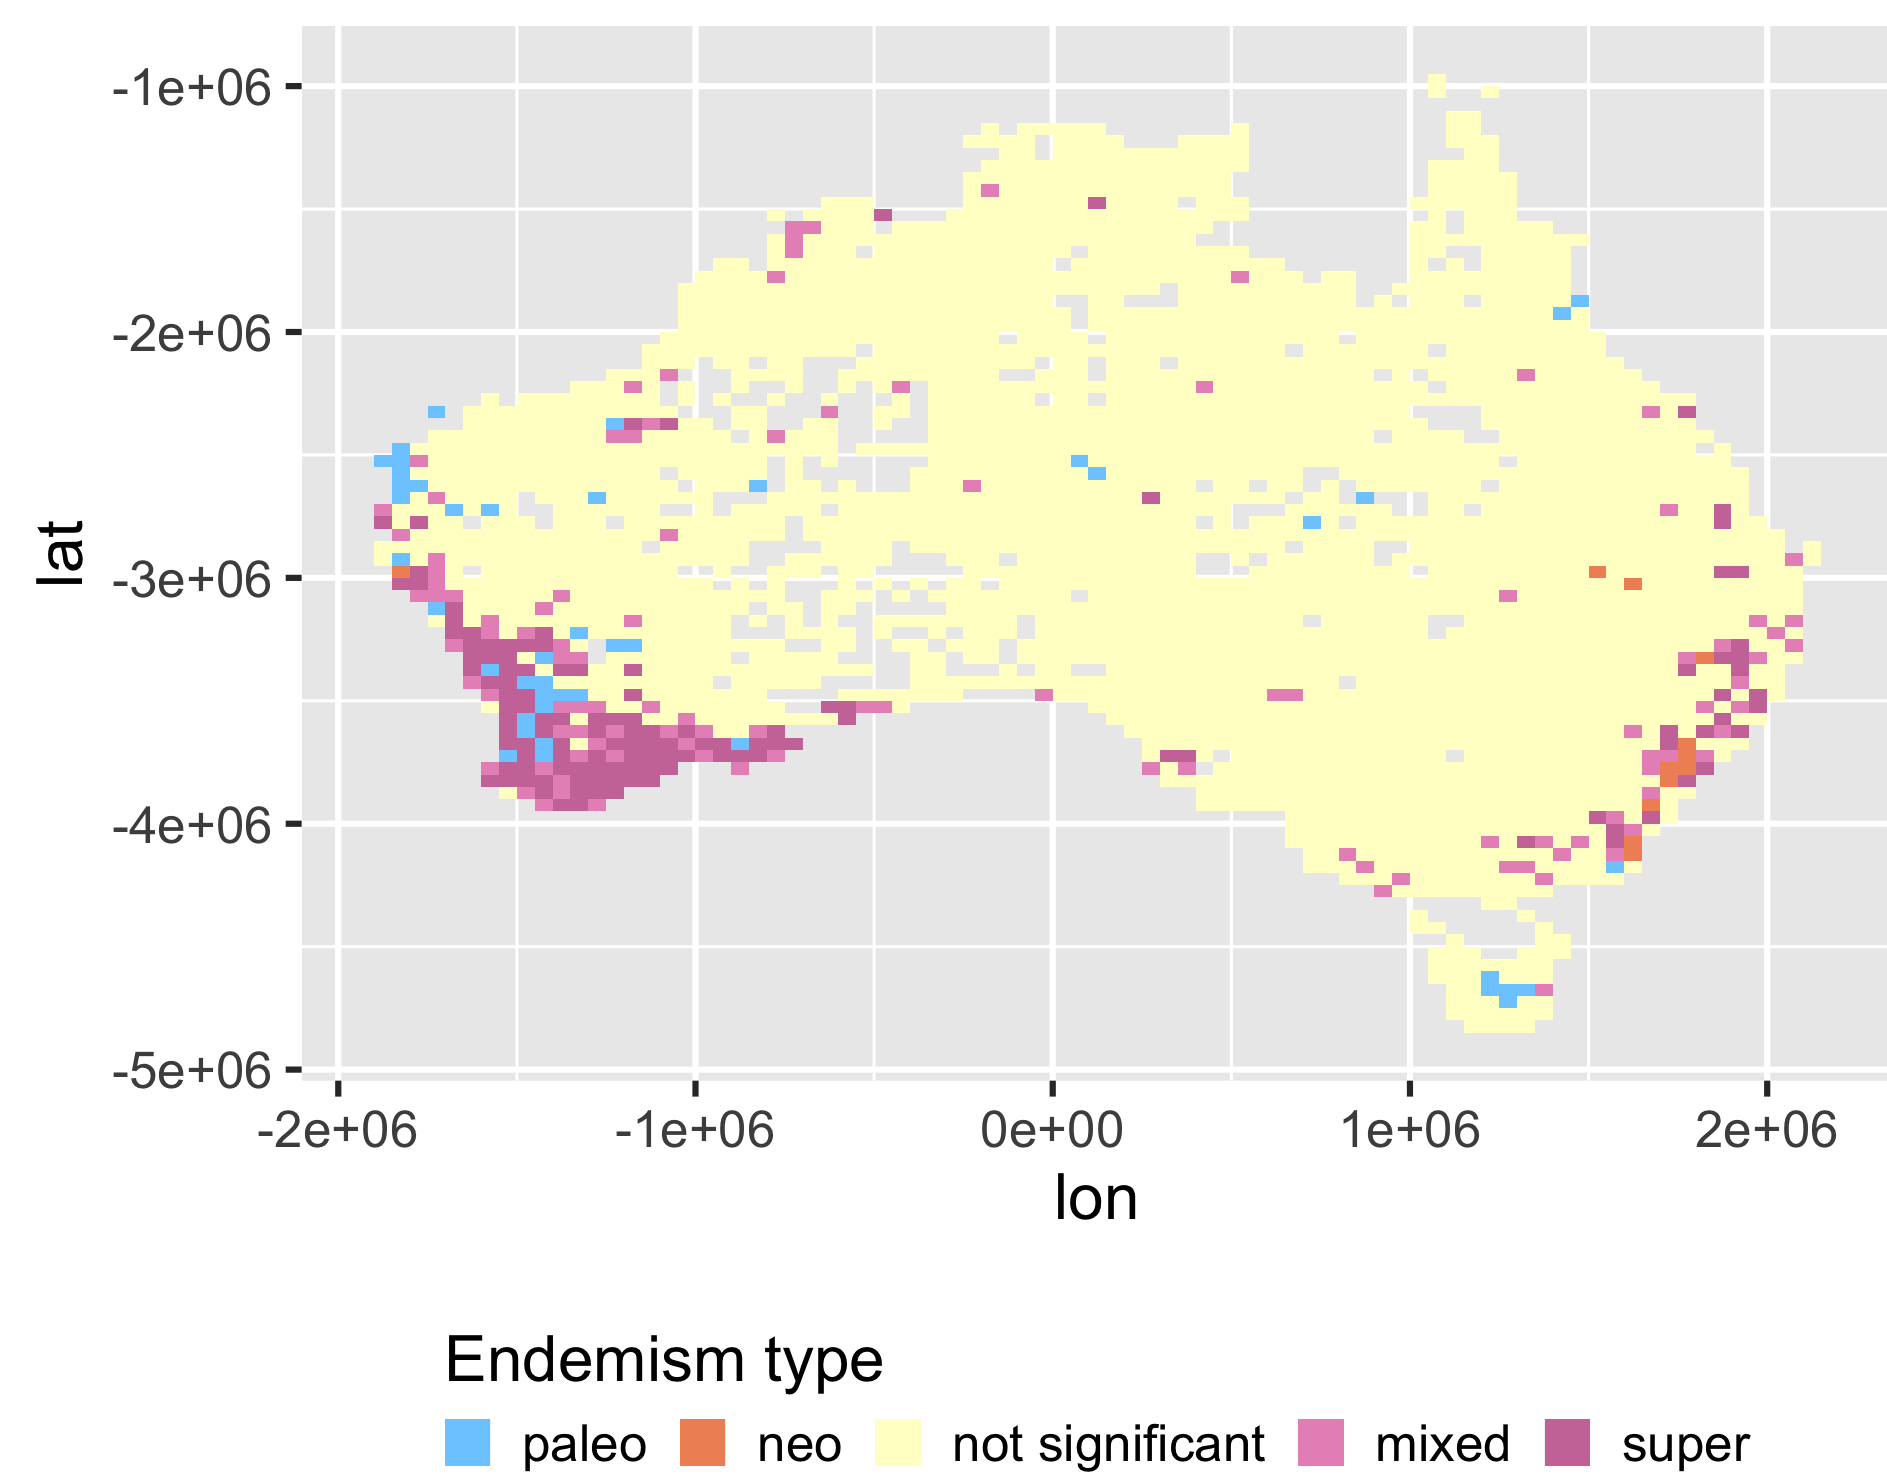 -1e+06
-2e+06
-3e+06
-4e+06
-5e+06
lat
-2e+06 -1e+06 0e+00 1e+06 2e+06
lon
Endemism type
paleo neo not significant mixed super